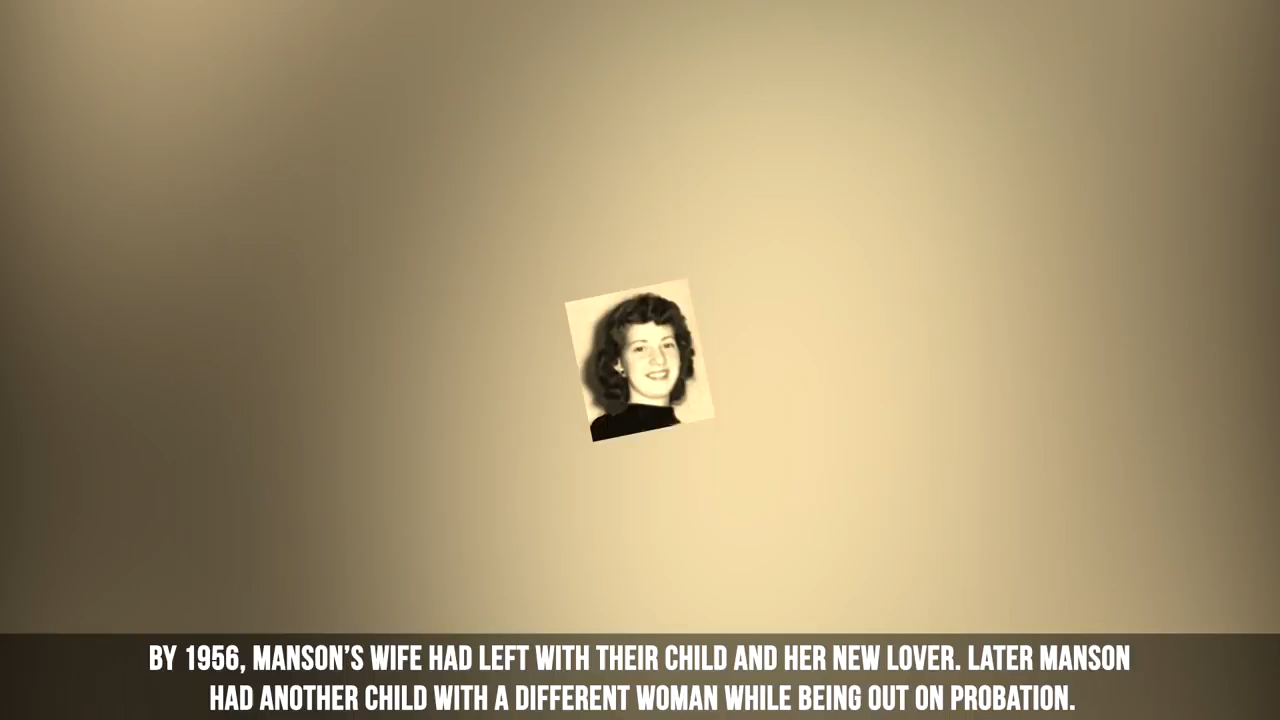 BY 1956, MANSON'S WIFE HAD LEFT WITH THEIR CHILD AND HER NEW LOVER. LATER MANSON
HAD ANOTHER CHILD WITH A DIFFERENT WOMAN WHILE BEING OUT ON PROBATION.